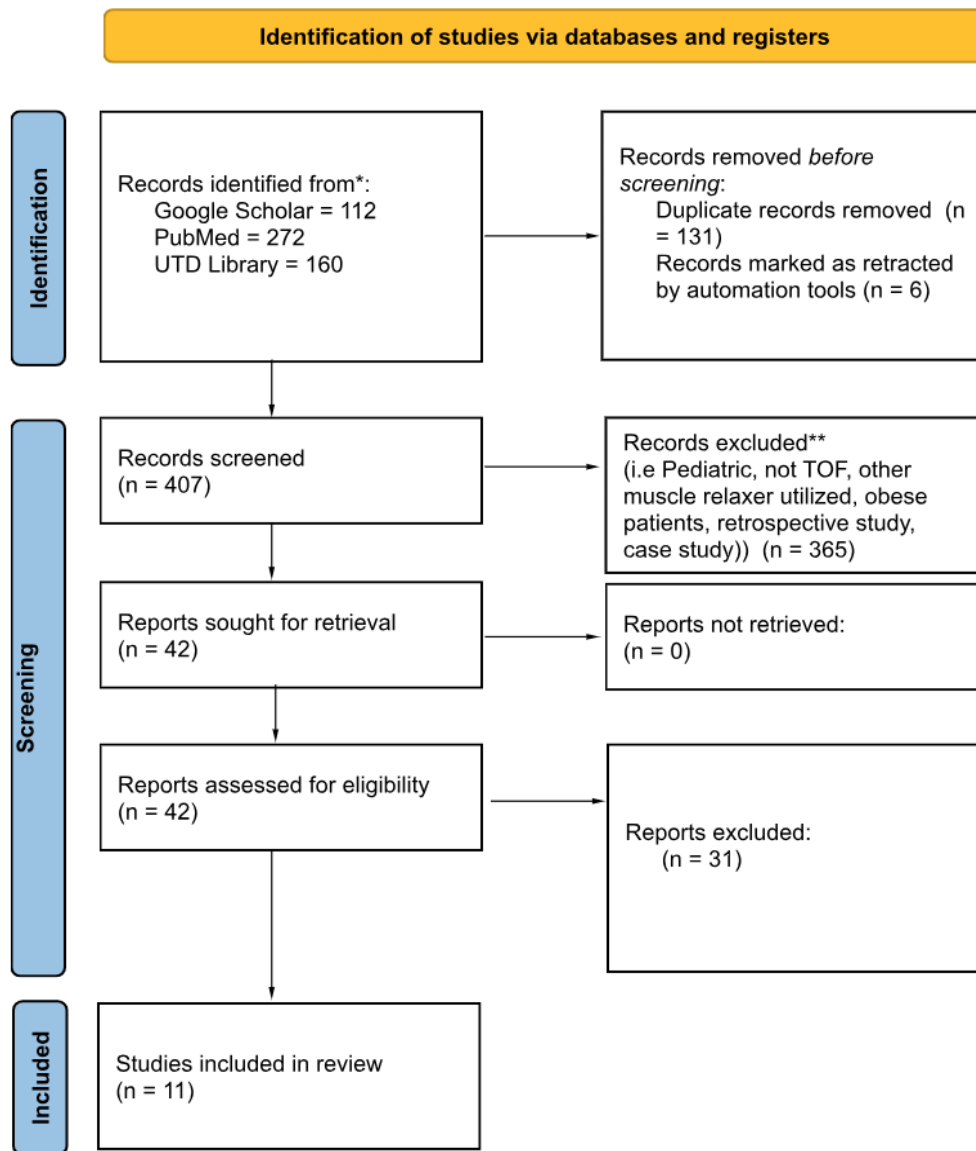 Identification of studies via databases and registers
Identification
Records identified from*:
Google Scholar = 112
PubMed = 272
UTD Library = 160
Records removed before
screening:
Duplicate records removed (n
= 131)
Records marked as retracted
by automation tools (n = 6)
Screening
Records screened
(n = 407)
Records excluded**
(i.e Pediatric, not TOF, other
muscle relaxer utilized, obese
patients, retrospective study,
case study)) (n = 365)
Reports sought for retrieval
(n = 42)
Reports not retrieved:
(n = 0)
Reports assessed for eligibility
(n = 42)
Reports excluded:
(n = 31)
Included
Studies included in review
(n = 11)